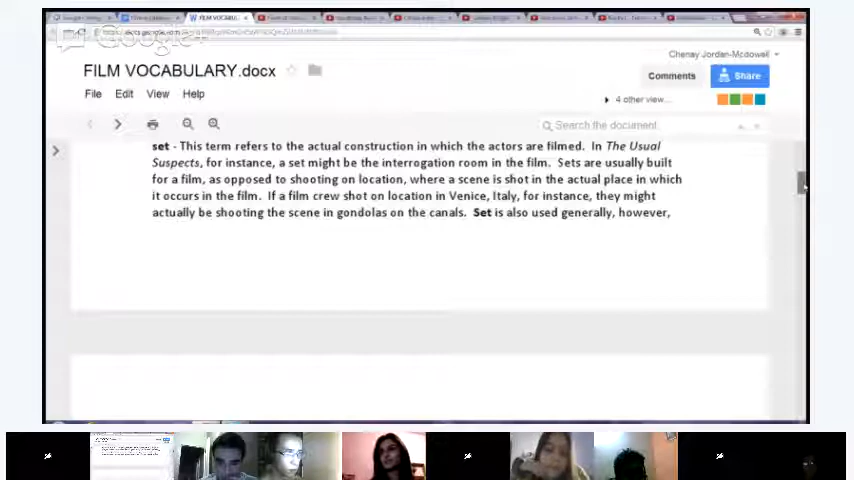 FILM VOCABUL
Google+
Chenay Jordan-Mcdowell
FILM VOCABULARY.docx
Comments
Share
File Edit View Help
4 other view...
Search the document
set - This term refers to the actual construction in which the actors are filmed. In The Usual
Suspects, for instance, a set might be the interrogation room in the film. Sets are usually built
for a film, as opposed to shooting on location, where a scene is shot in the actual place in which
it occurs in the film. If a film crew shot on location in Venice, Italy, for instance, they might
actually be shooting the scene in gondolas on the canals. Set is also used generally, however,